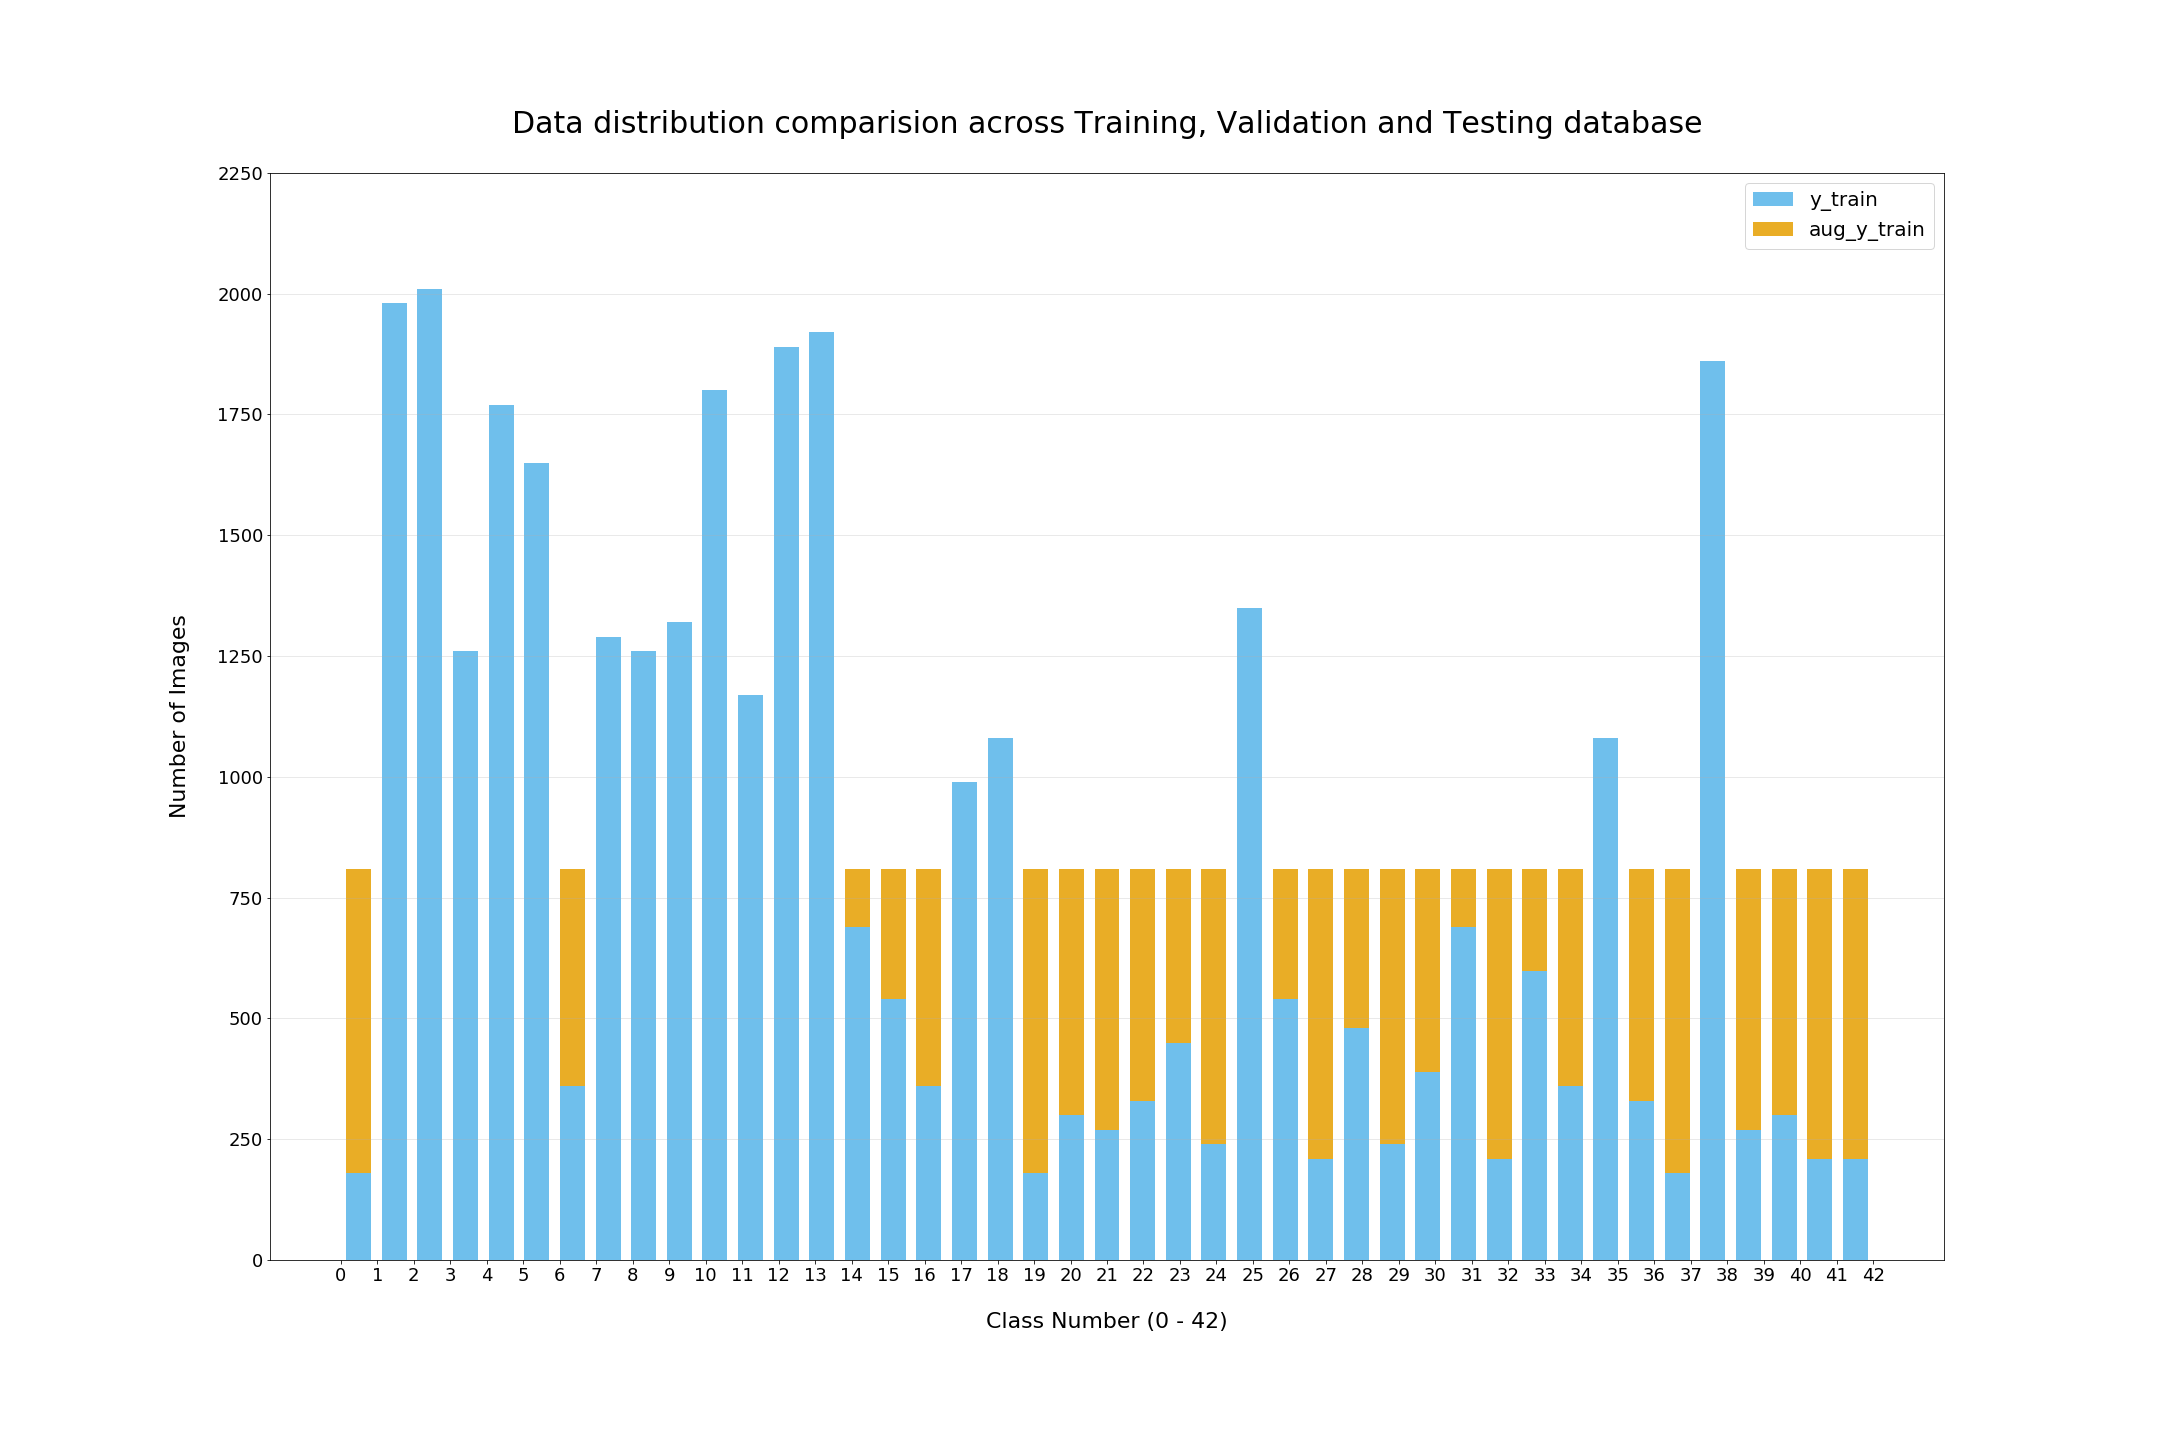 Data distribution comparision across Training, Validation and Testing database
y_train
aug_y_train
2250
2000
1750
1500
1250
1000
750
500
250
0
Number of Images
0 1 2 3 4 5 6 7 8 9 10 11 12 13 14 15 16 17 18 19 20 21 22 23 24 25 26 27 28 29 30 31 32 33 34 35 36 37 38 39 40 41 42
Class Number (0 - 42)